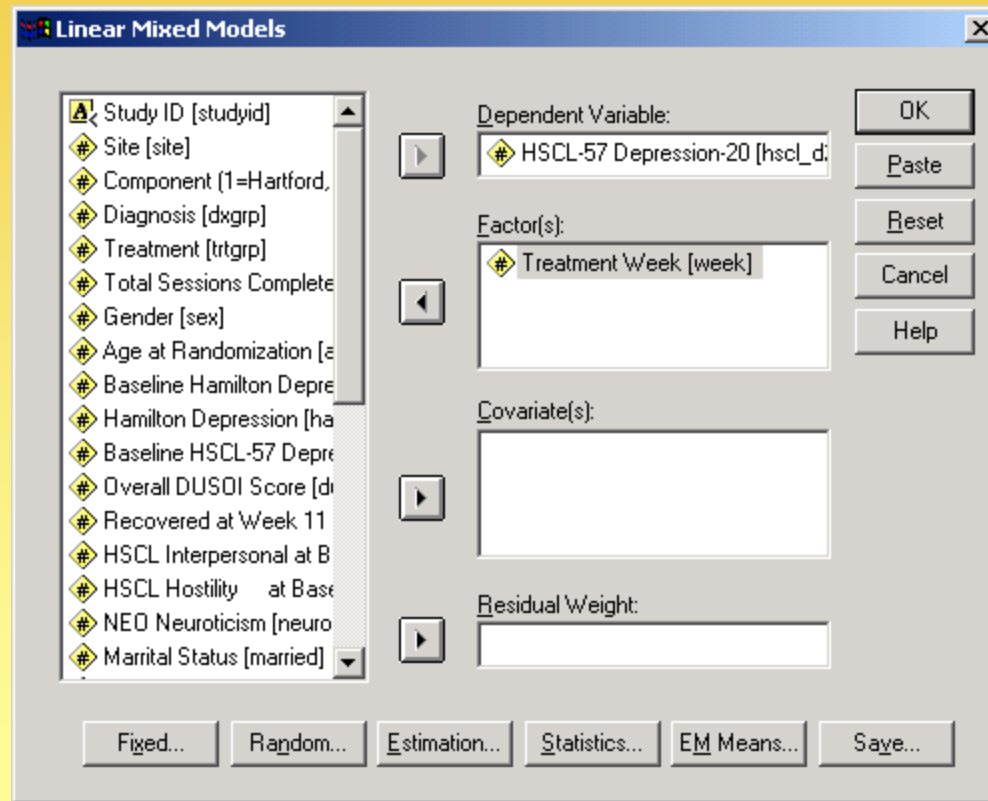 Linear Mixed Models
Study ID [studyid]
Site [site]
Component (1=Hartford,
Diagnosis [dxgrp]
Treatment [trtgrp]
Total Sessions Complete
Gender [sex]
Age at Randomization [a
Baseline Hamilton Depre
Hamilton Depression [ha
Baseline HSCL-57 Depre
Overall DUSOI Score [du
Recovered at Week 11
HSCL Interpersonal at B
HSCL Hostility at Base
NEO Neuroticism [neuro
Marrital Status [married]
Dependent Variable:
HSCL-57 Depression-20 [hscl_d2
Factor(s):
Treatment Week [week]
Covariate(s):
Residual Weight:
OK
Paste
Reset
Cancel
Help
Fixed...
Random...
Estimation...
Statistics...
EM Means...
Save...